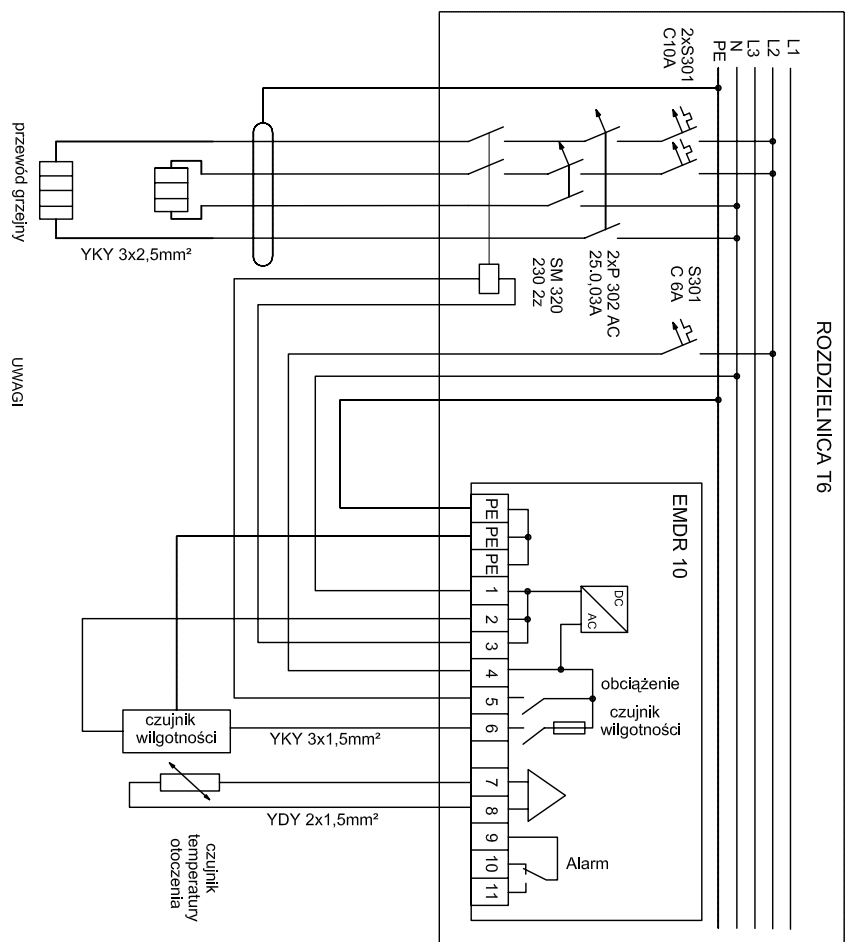 ROZDZIELNICA T6
L1
L2
L3
N
PE
2xS301
C10A
S301
C 6A
2xP 302 AC
25.0,03A
SM 320
230 2z
przewód grzejny
YKY 3x2,5mm²
UWAGI
EMDR 10
PE
PE
PE
1
2
3
4
5
6
7
8
9
10
11
DC
AC
obciążenie
czujnik
wilgotności
czujnik
wilgotności
YKY 3x1,5mm²
YDY 2x1,5mm²
Alarm
czujnik
temperatury
otoczenia